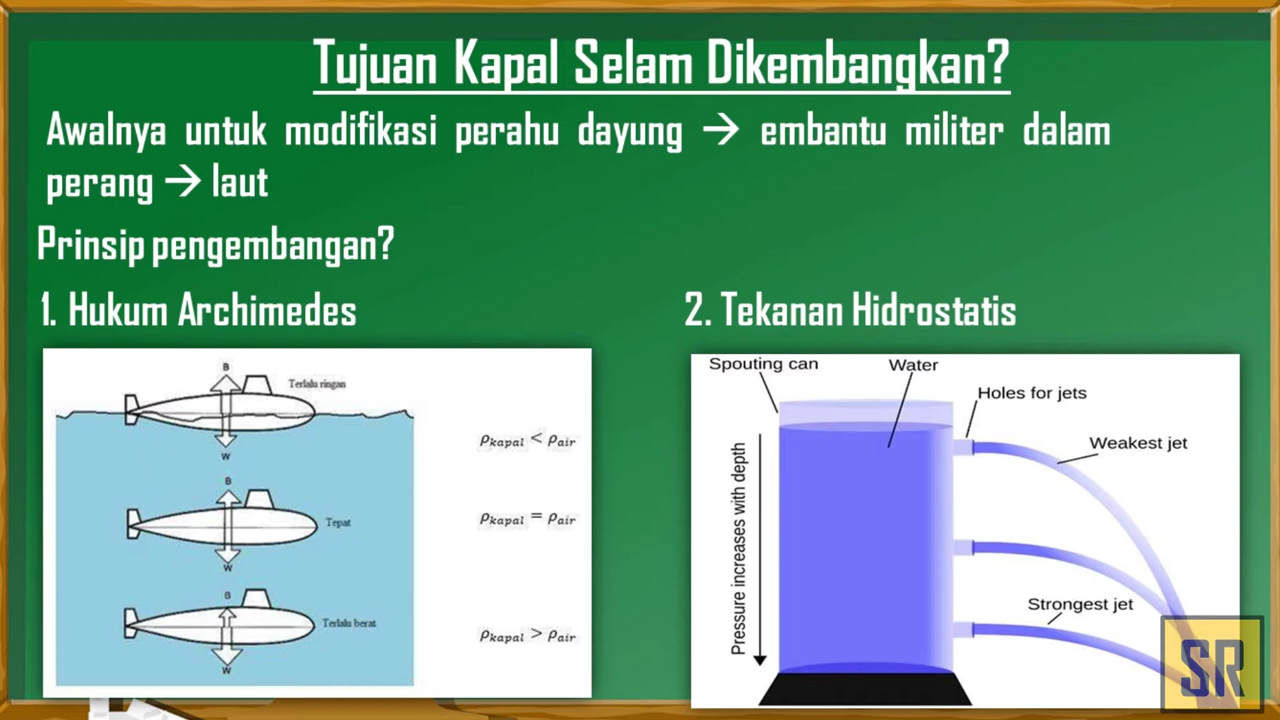 Tujuan Kapal Selam Dikembangkan?
Awalnya untuk modifikasi perahu dayung → embantu militer dalam
perang → laut
Prinsip pengembangan?
1. Hukum Archimedes
2. Tekanan Hidrostatis
B
Terlalu ringan
W
ρkapal < ρair
B
Tepat
W
ρkapal = ρair
B
Terlalu berat
W
ρkapal > ρair
Spouting can
Water
Holes for jets
Weakest jet
Pressure increases with depth
Strongest jet
SR